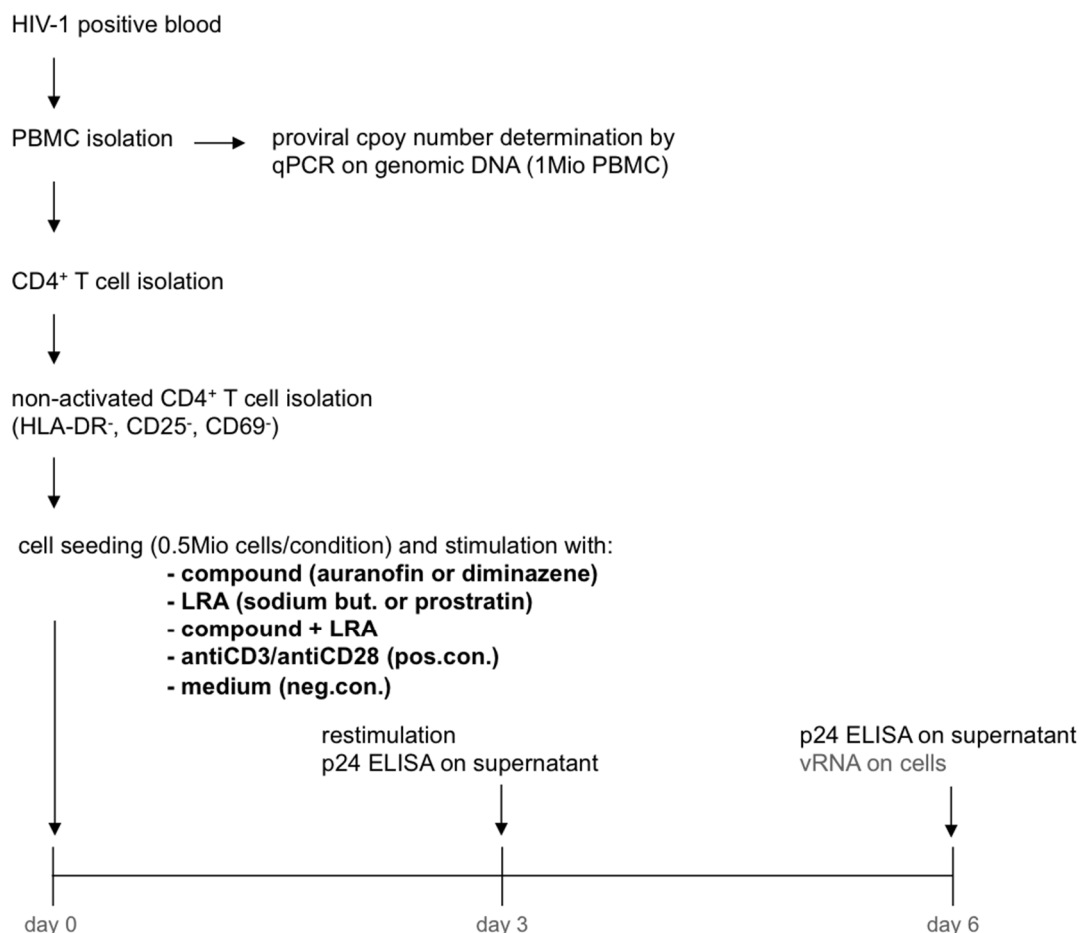 HIV-1 positive blood
PBMC isolation
proviral cpoy number determination by
qPCR on genomic DNA (1Mio PBMC)
CD4⁺ T cell isolation
non-activated CD4⁺ T cell isolation
(HLA-DR⁻, CD25⁻, CD69⁻)
cell seeding (0.5Mio cells/condition) and stimulation with:
- compound (auranofin or diminazene)
- LRA (sodium but. or prostratin)
- compound + LRA
- antiCD3/antiCD28 (pos.con.)
- medium (neg.con.)
restimulation
p24 ELISA on supernatant
p24 ELISA on supernatant
vRNA on cells
day 0
day 3
day 6